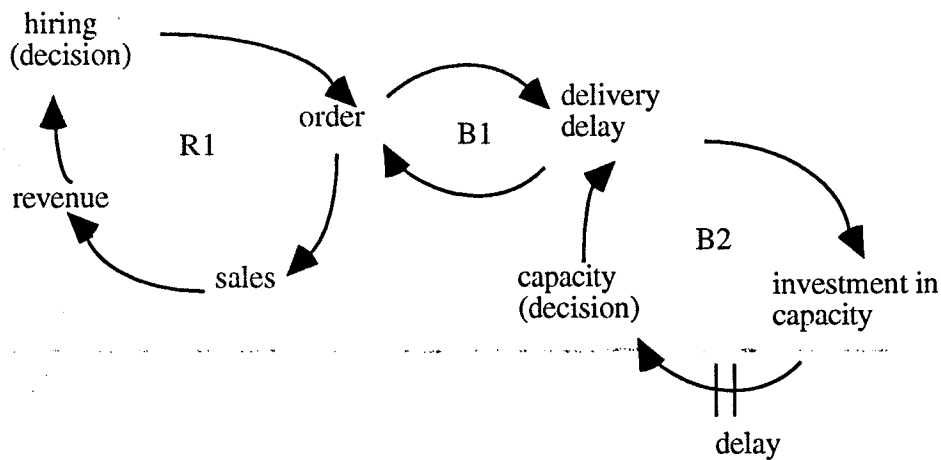 hiring
(decision)
order
R1
B1
delivery
delay
revenue
sales
B2
capacity
(decision)
investment in
capacity
delay